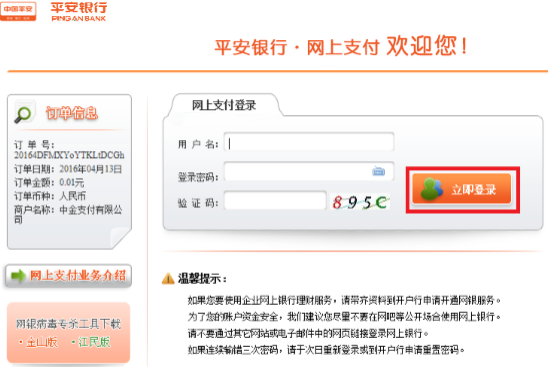 中国平安
平安银行
PING AN BANK
平安银行·网上支付 欢迎您！
订单信息
订 单 号：
20164DFMXYoYTKLtDCGh
订单日期：2016年04月13日
订单金额：0.01元
订单币种：人民币
商户名称：中金支付有限公
司
网上支付业务介绍
网银病毒专杀工具下载
·金山版 ·江民版
网上支付登录
用 户 名：
登录密码：
验 证 码：
895C
立即登录
温馨提示：
如果您要使用企业网上银行理财服务，请带齐资料到开户行申请开通网银服务。
为了您的账户资金安全，我们建议您尽量不要在网吧等公开场合使用网上银行。
请不要通过其它网站或电子邮件中的网页链接登录网上银行。
如果连续输错三次密码，请于次日重新登录或到开户行申请重置密码。